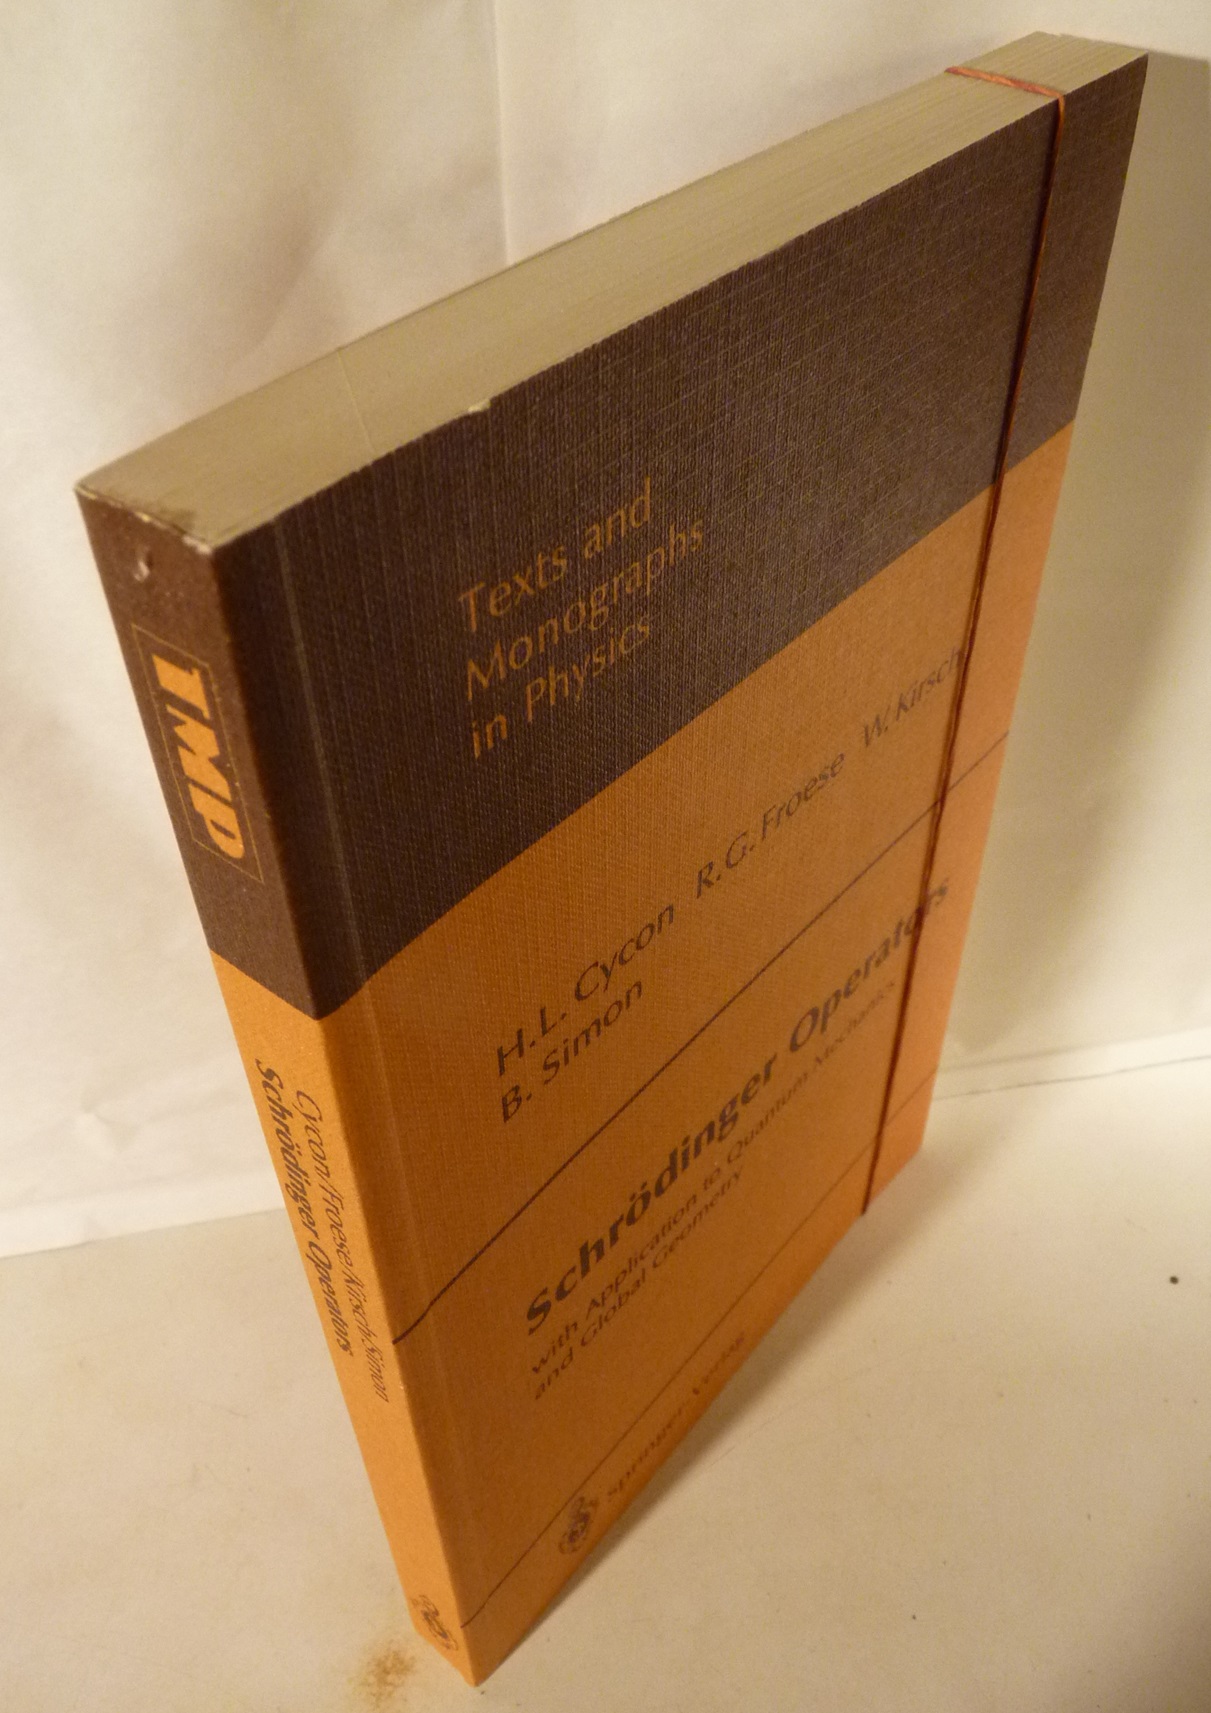 Texts and
Monographs
in Physics
H.L. Cycon R.G. Froese W. Kirsch
B. Simon
Schrödinger Operators
with Application to Quantum Mechanics
and Global Geometry
Springer-Verlag
TMP
Cycon/Froese/Kirsch/Simon
Schrödinger Operators